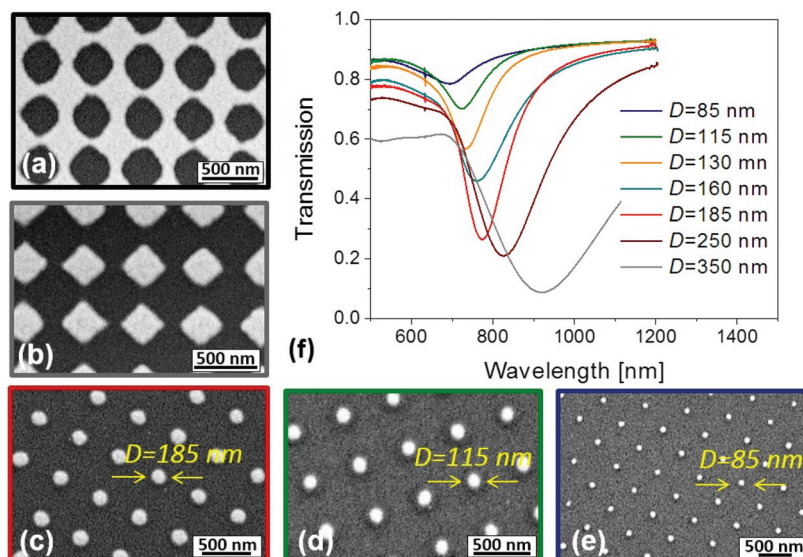 (a)
500 nm
(b)
500 nm
(c)
D=185 nm
500 nm
(d)
D=115 nm
500 nm
(e)
D=85 nm
500 nm
(f)
Transmission
1.0
0.8
0.6
0.4
0.2
0.0
600 800 1000 1200 1400
Wavelength [nm]
D=85 nm
D=115 nm
D=130 mn
D=160 nm
D=185 nm
D=250 nm
D=350 nm